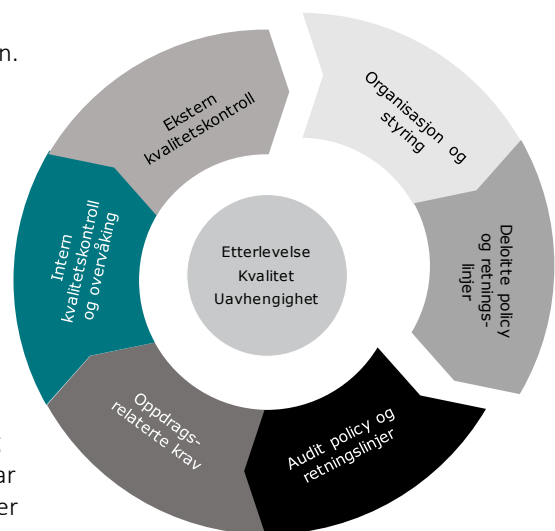 n.
Ekstern
kvalitetskontroll
Organisasjon og
styring
Deloitte policy
og retnings-
linjer
Audit policy og
retningslinjer
Oppdrags-
relaterte krav
Intern
kvalitetskontroll
og overvåking
Etterlevelse
Kvalitet
Uavhengighet
ar
er